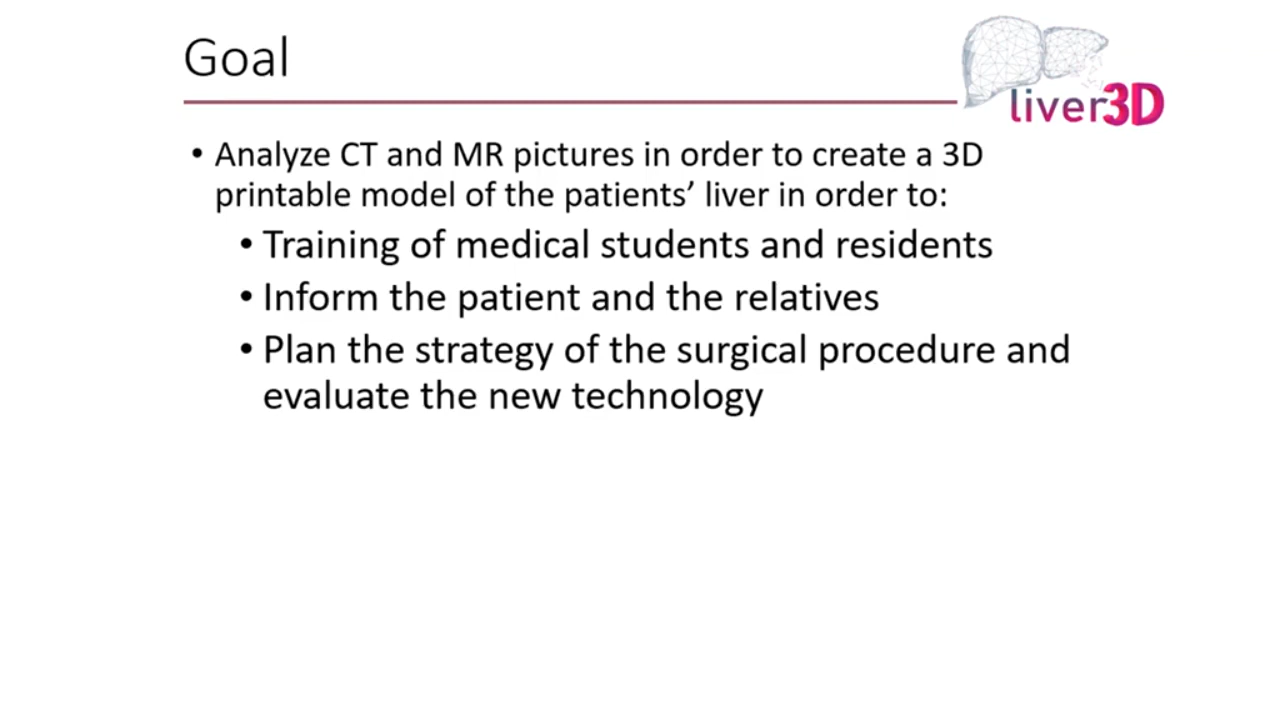 Goal
liver3D
• Analyze CT and MR pictures in order to create a 3D
printable model of the patients’ liver in order to:
• Training of medical students and residents
• Inform the patient and the relatives
• Plan the strategy of the surgical procedure and
evaluate the new technology